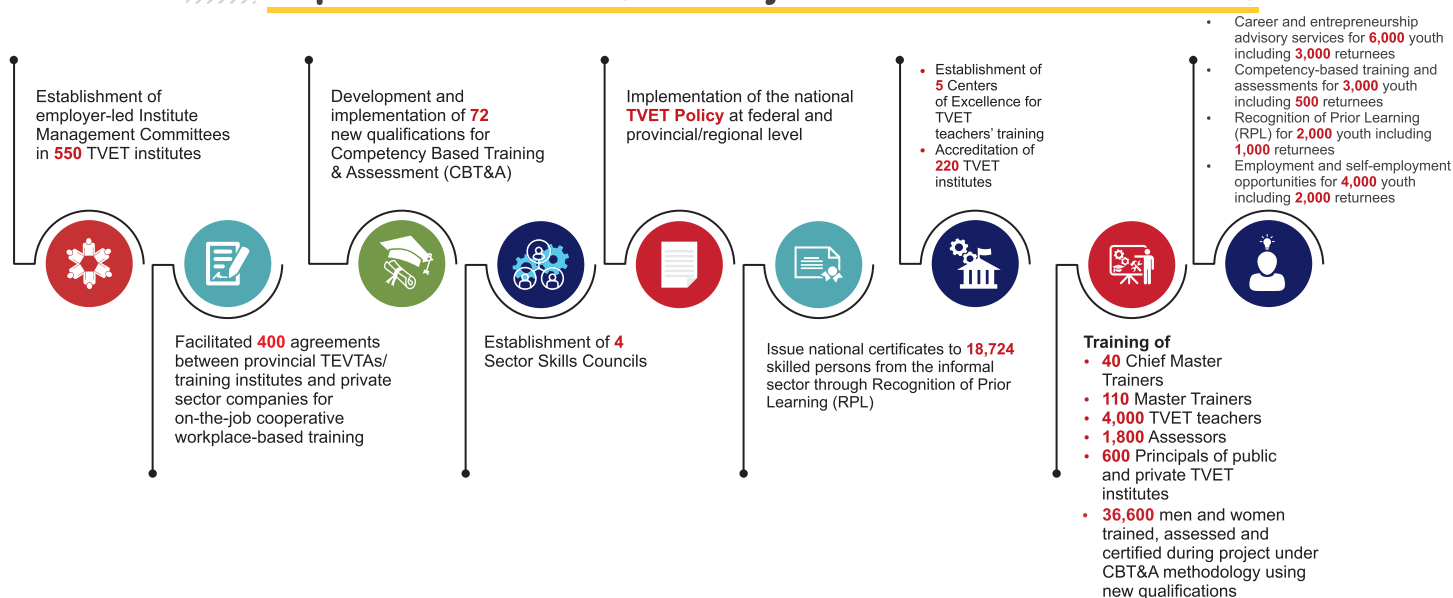 Establishment of
employer-led Institute
Management Committees
in 550 TVET institutes
Facilitated 400 agreements
between provincial TEVTAs/
training institutes and private
sector companies for
on-the-job cooperative
workplace-based training
Development and
implementation of 72
new qualifications for
Competency Based Training
& Assessment (CBT&A)
Establishment of 4
Sector Skills Councils
Implementation of the national
TVET Policy at federal and
provincial/regional level
Issue national certificates to 18,724
skilled persons from the informal
sector through Recognition of Prior
Learning (RPL)
• Establishment of
5 Centers
of Excellence for
TVET
teachers’ training
• Accreditation of
220 TVET
institutes
Training of
• 40 Chief Master
Trainers
• 110 Master Trainers
• 4,000 TVET teachers
• 1,800 Assessors
• 600 Principals of public
and private TVET
institutes
• 36,600 men and women
trained, assessed and
certified during project under
CBT&A methodology using
new qualifications
• Career and entrepreneurship
advisory services for 6,000 youth
including 3,000 returnees
• Competency-based training and
assessments for 3,000 youth
including 500 returnees
• Recognition of Prior Learning
(RPL) for 2,000 youth including
1,000 returnees
• Employment and self-employment
opportunities for 4,000 youth
including 2,000 returnees